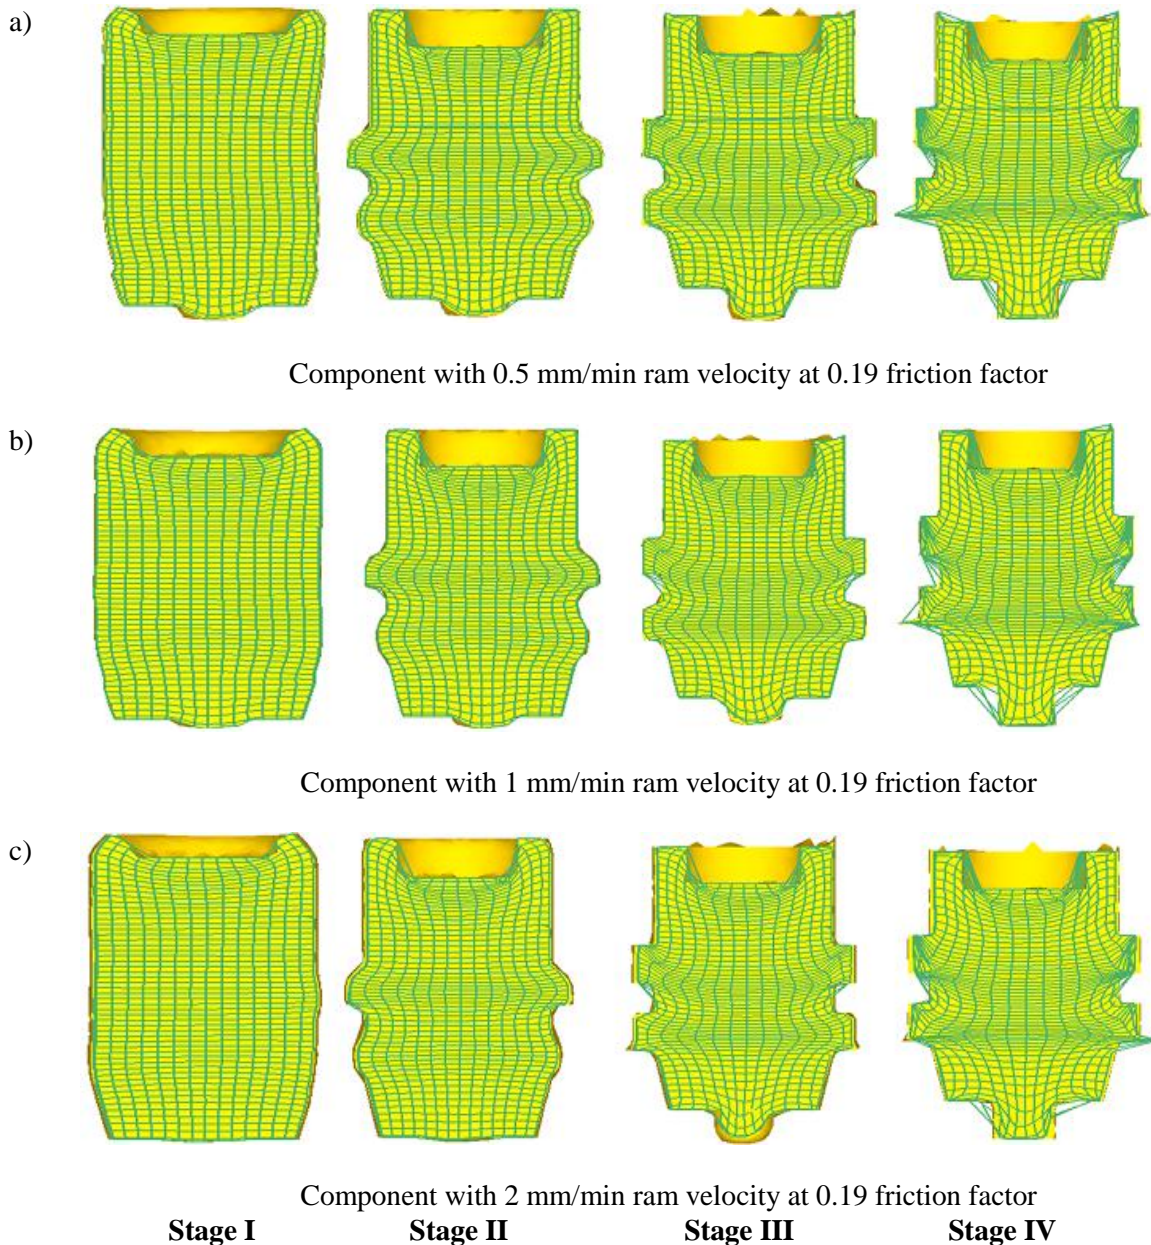 a)
Component with 0.5 mm/min ram velocity at 0.19 friction factor
b)
Component with 1 mm/min ram velocity at 0.19 friction factor
c)
Component with 2 mm/min ram velocity at 0.19 friction factor
Stage I Stage II Stage III Stage IV